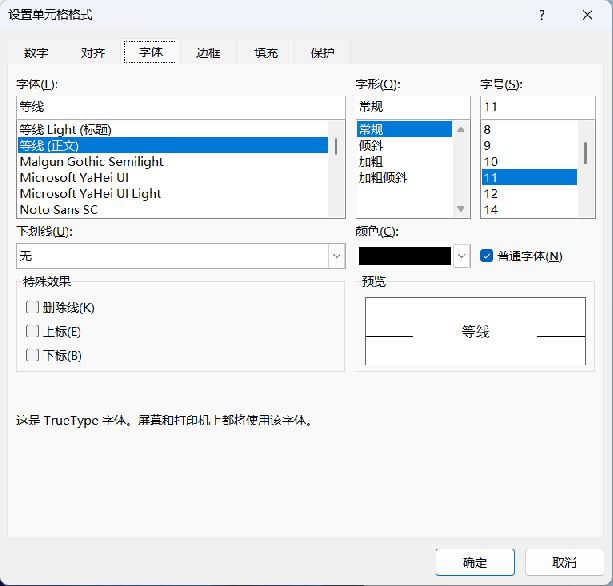 设置单元格格式
?
数字 对齐 字体 边框 填充 保护
字体(L): 字形(O): 字号(S):
等线 常规 11
等线 Light (标题) 常规 8
等线 (正文) 倾斜 9
Malgun Gothic Semilight 加粗 10
Microsoft YaHei UI 加粗倾斜 11
Microsoft YaHei UI Light 12
Noto Sans SC 14
下划线(U): 颜色(C):
无 普通字体(N)
特殊效果 预览
删除线(K)
上标(E) 等线
下标(B)
这是 TrueType 字体。屏幕和打印机上都将使用该字体。
确定 取消